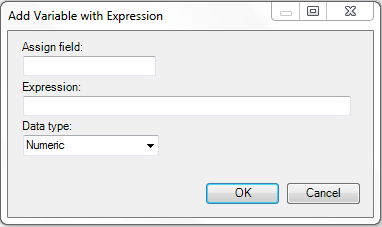 Add Variable with Expression
Assign field:
Expression:
Data type:
Numeric
OK Cancel